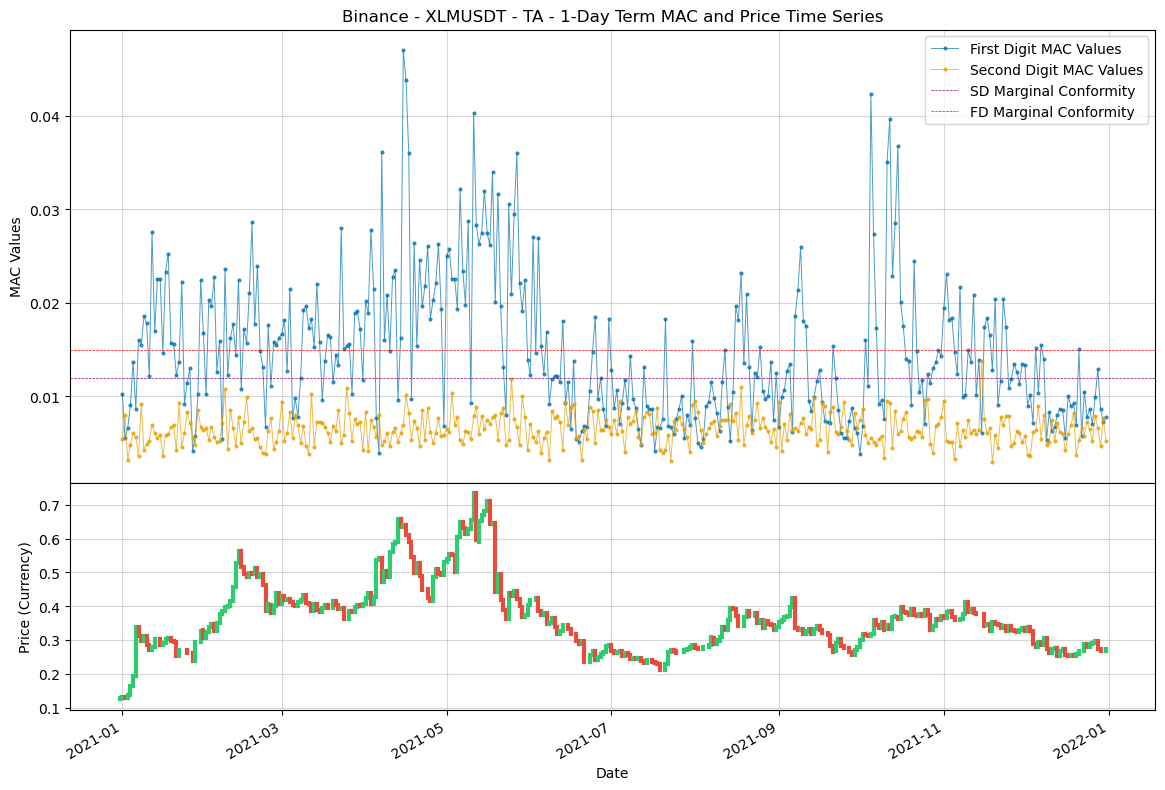 Binance - XLMUSDT - TA - 1-Day Term MAC and Price Time Series
First Digit MAC Values
Second Digit MAC Values
SD Marginal Conformity
FD Marginal Conformity
MAC Values
0.04
0.03
0.02
0.01
Price (Currency)
0.7
0.6
0.5
0.4
0.3
0.2
0.1
2021-01
2021-03
2021-05
2021-07
2021-09
2021-11
2022-01
Date